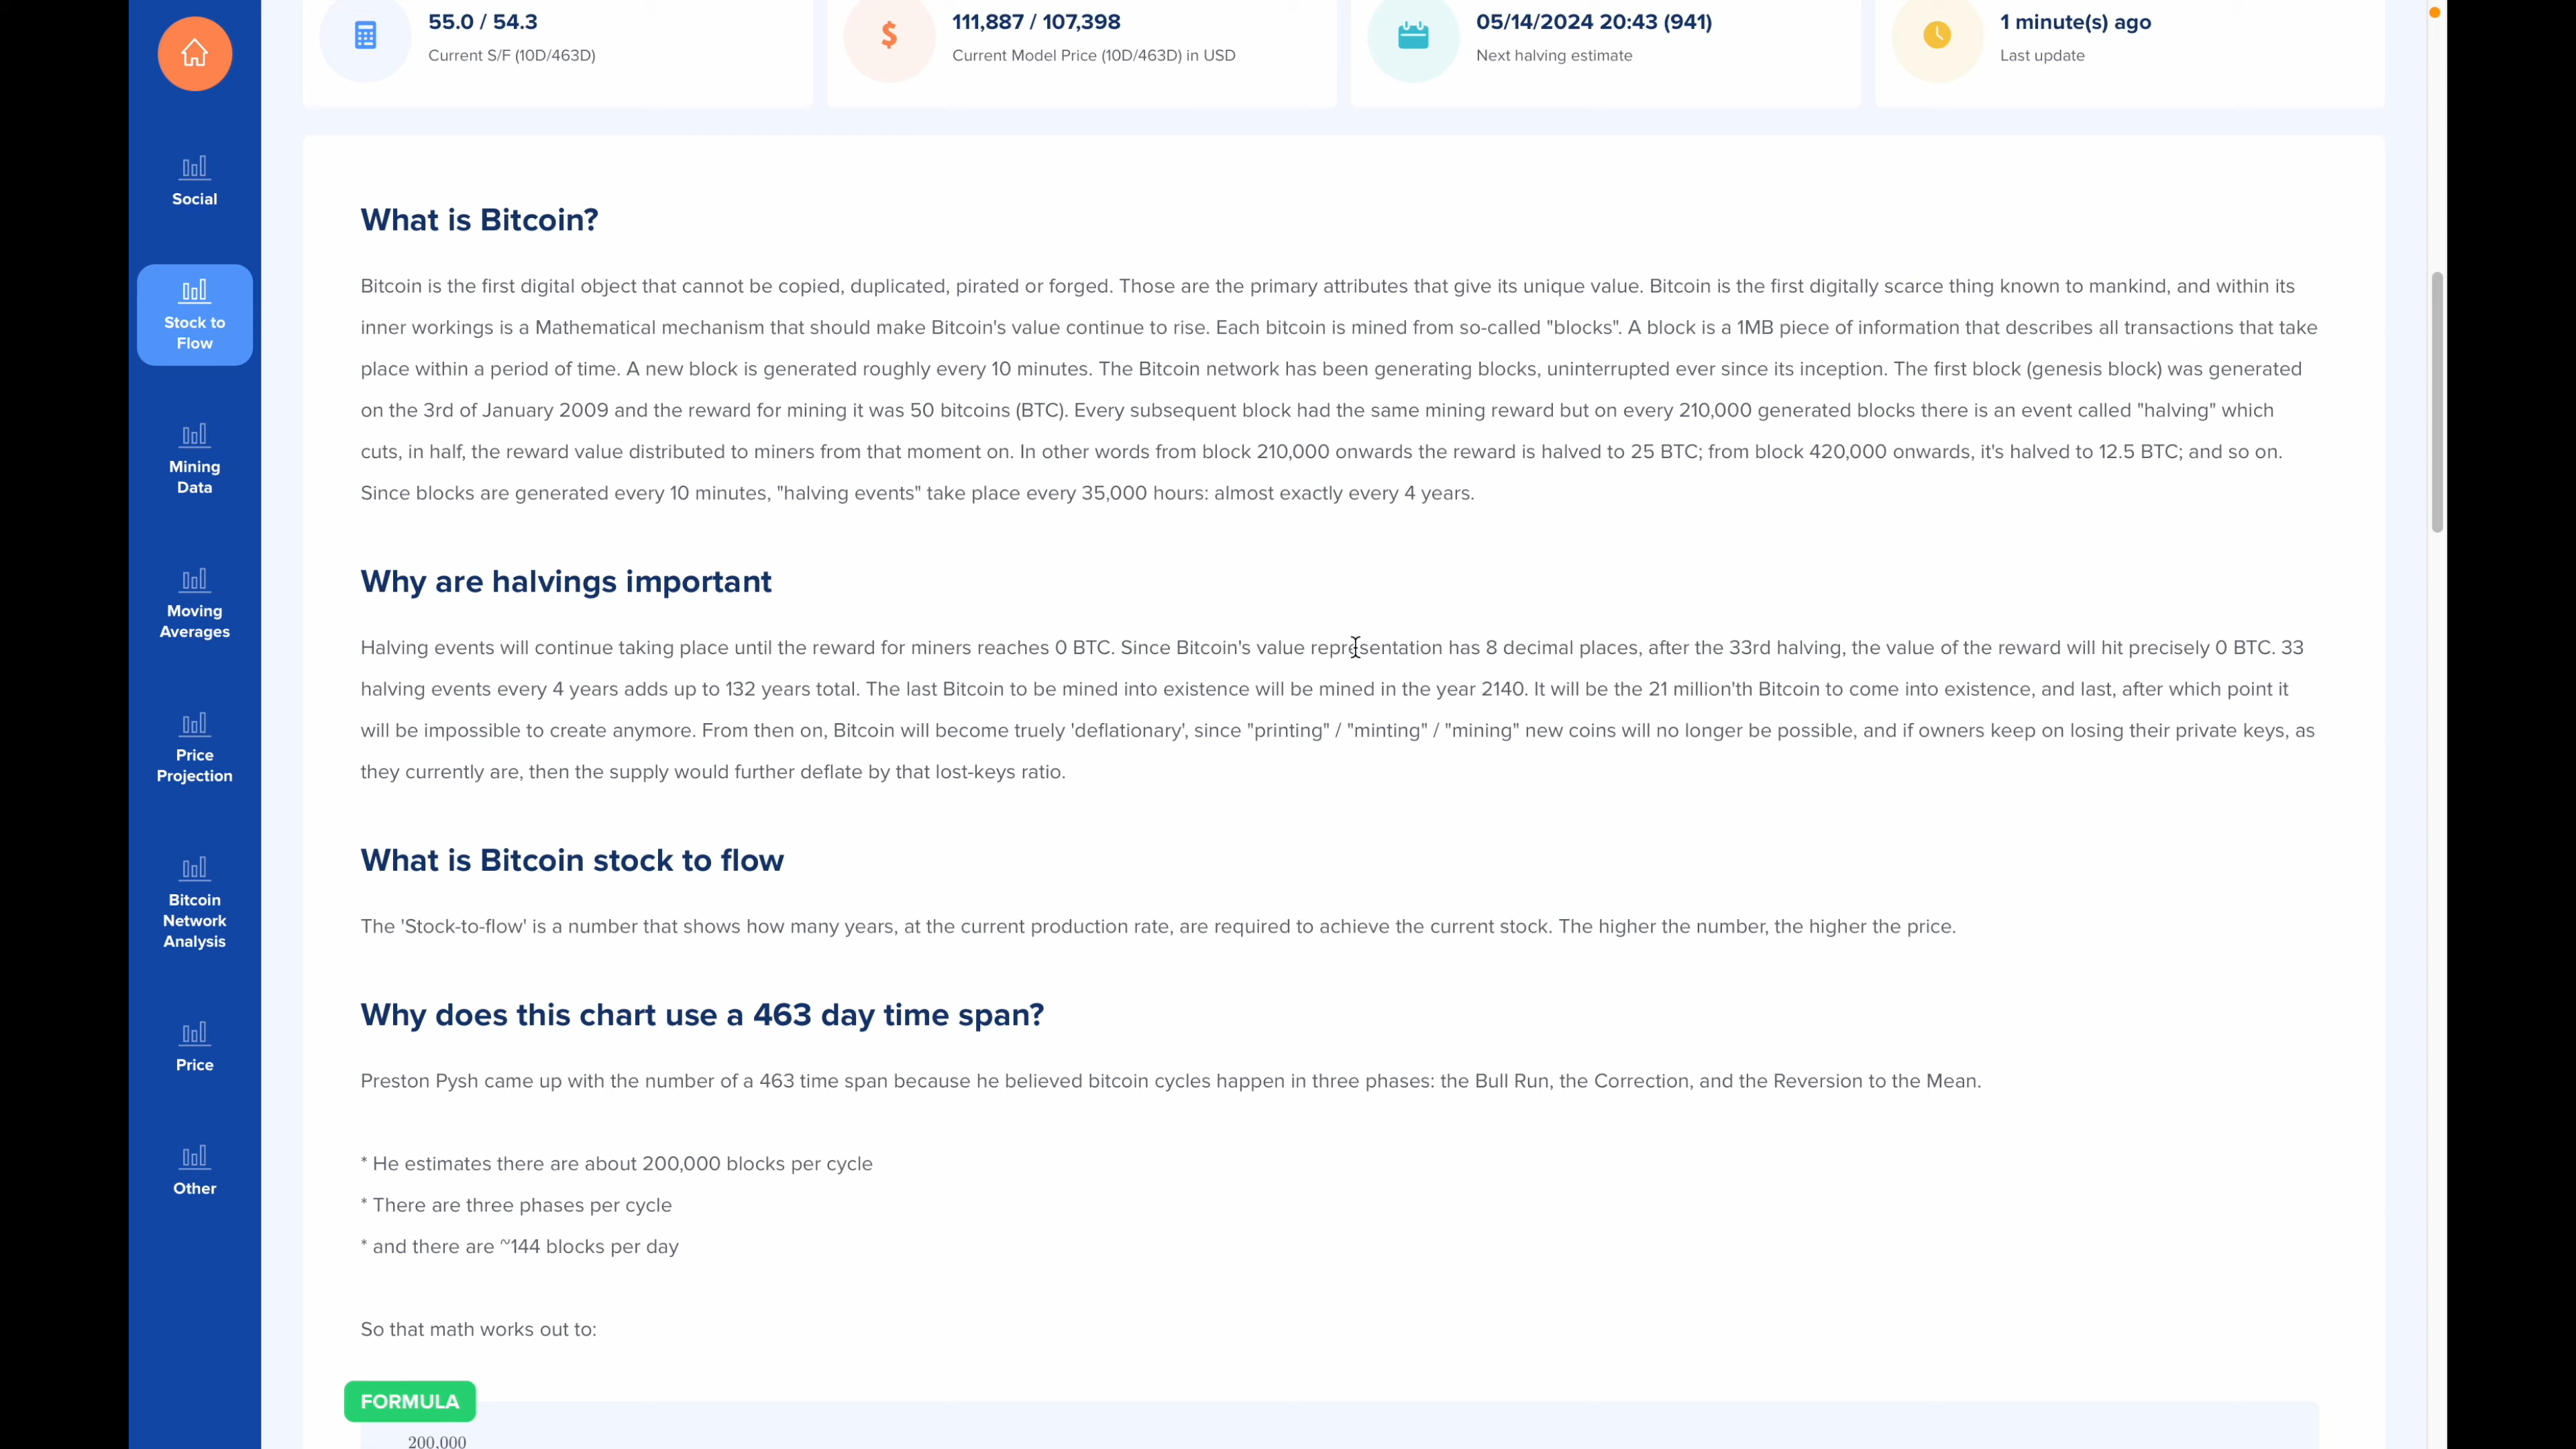 55.0 / 54.3
Current S/F (10D/463D)
111,887 / 107,398
Current Model Price (10D/463D) in USD
05/14/2024 20:43 (941)
Next halving estimate
1 minute(s) ago
Last update
Social
Stock to
Flow
Mining
Data
Moving
Averages
Price
Projection
Bitcoin
Network
Analysis
Price
Other
What is Bitcoin?
Bitcoin is the first digital object that cannot be copied, duplicated, pirated or forged. Those are the primary attributes that give its unique value. Bitcoin is the first digitally scarce thing known to mankind, and within its
inner workings is a Mathematical mechanism that should make Bitcoin's value continue to rise. Each bitcoin is mined from so-called "blocks". A block is a 1MB piece of information that describes all transactions that take
place within a period of time. A new block is generated roughly every 10 minutes. The Bitcoin network has been generating blocks, uninterrupted ever since its inception. The first block (genesis block) was generated
on the 3rd of January 2009 and the reward for mining it was 50 bitcoins (BTC). Every subsequent block had the same mining reward but on every 210,000 generated blocks there is an event called "halving" which
cuts, in half, the reward value distributed to miners from that moment on. In other words from block 210,000 onwards the reward is halved to 25 BTC; from block 420,000 onwards, it's halved to 12.5 BTC; and so on.
Since blocks are generated every 10 minutes, "halving events" take place every 35,000 hours: almost exactly every 4 years.
Why are halvings important
Halving events will continue taking place until the reward for miners reaches 0 BTC. Since Bitcoin's value representation has 8 decimal places, after the 33rd halving, the value of the reward will hit precisely 0 BTC. 33
halving events every 4 years adds up to 132 years total. The last Bitcoin to be mined into existence will be mined in the year 2140. It will be the 21 million'th Bitcoin to come into existence, and last, after which point it
will be impossible to create anymore. From then on, Bitcoin will become truely 'deflationary', since "printing" / "minting" / "mining" new coins will no longer be possible, and if owners keep on losing their private keys, as
they currently are, then the supply would further deflate by that lost-keys ratio.
What is Bitcoin stock to flow
The 'Stock-to-flow' is a number that shows how many years, at the current production rate, are required to achieve the current stock. The higher the number, the higher the price.
Why does this chart use a 463 day time span?
Preston Pysh came up with the number of a 463 time span because he believed bitcoin cycles happen in three phases: the Bull Run, the Correction, and the Reversion to the Mean.
* He estimates there are about 200,000 blocks per cycle
* There are three phases per cycle
* and there are ~144 blocks per day
So that math works out to:
FORMULA
200,000